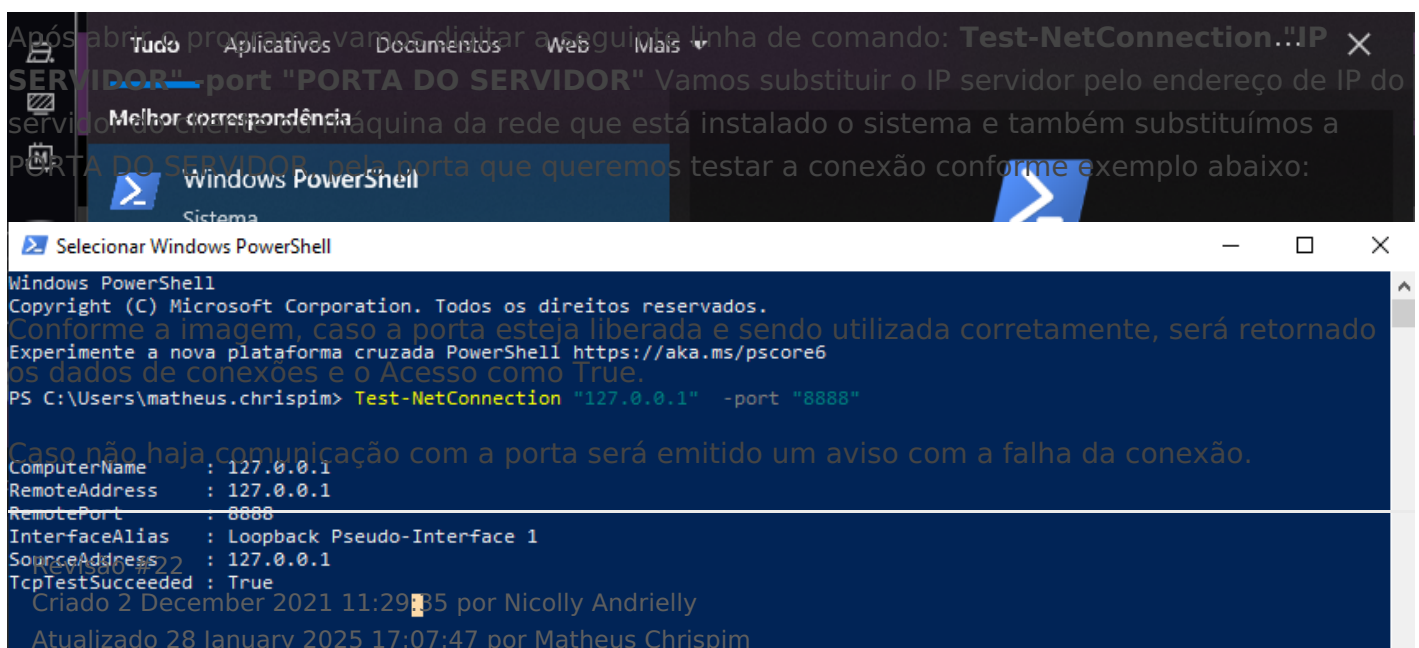 Após abrir o programa vamos digitar a seguinte linha de comando: Test-NetConnection "IP
SERVIDOR" -port "PORTA DO SERVIDOR" Vamos substituir o IP servidor pelo endereço de IP do
servidor do cliente ou máquina da rede que está instalado o sistema e também substituímos a
PORTA DO SERVIDOR, pela porta que queremos testar a conexão conforme exemplo abaixo:
Tudo Aplicativos Documentos Web Mais
Melhor correspondência
Windows PowerShell
Sistema
Selecionar Windows PowerShell
Windows PowerShell
Copyright (C) Microsoft Corporation. Todos os direitos reservados.
Conforme a imagem, caso a porta esteja liberada e sendo utilizada corretamente, será retornado
os dados de conexões e o Acesso como True.
Experimente a nova plataforma cruzada PowerShell https://aka.ms/pscore6
PS C:\Users\matheus.chrispim> Test-NetConnection "127.0.0.1"  -port "8888"
Caso não haja comunicação com a porta será emitido um aviso com a falha da conexão.
ComputerName : 127.0.0.1
RemoteAddress : 127.0.0.1
RemotePort : 8888
InterfaceAlias : Loopback Pseudo-Interface 1
SourceAddress : 127.0.0.1
TcpTestSucceeded : True
Revisão #22
Criado 2 December 2021 11:29:35 por Nicolly Andrielly
Atualizado 28 January 2025 17:07:47 por Matheus Chrispim